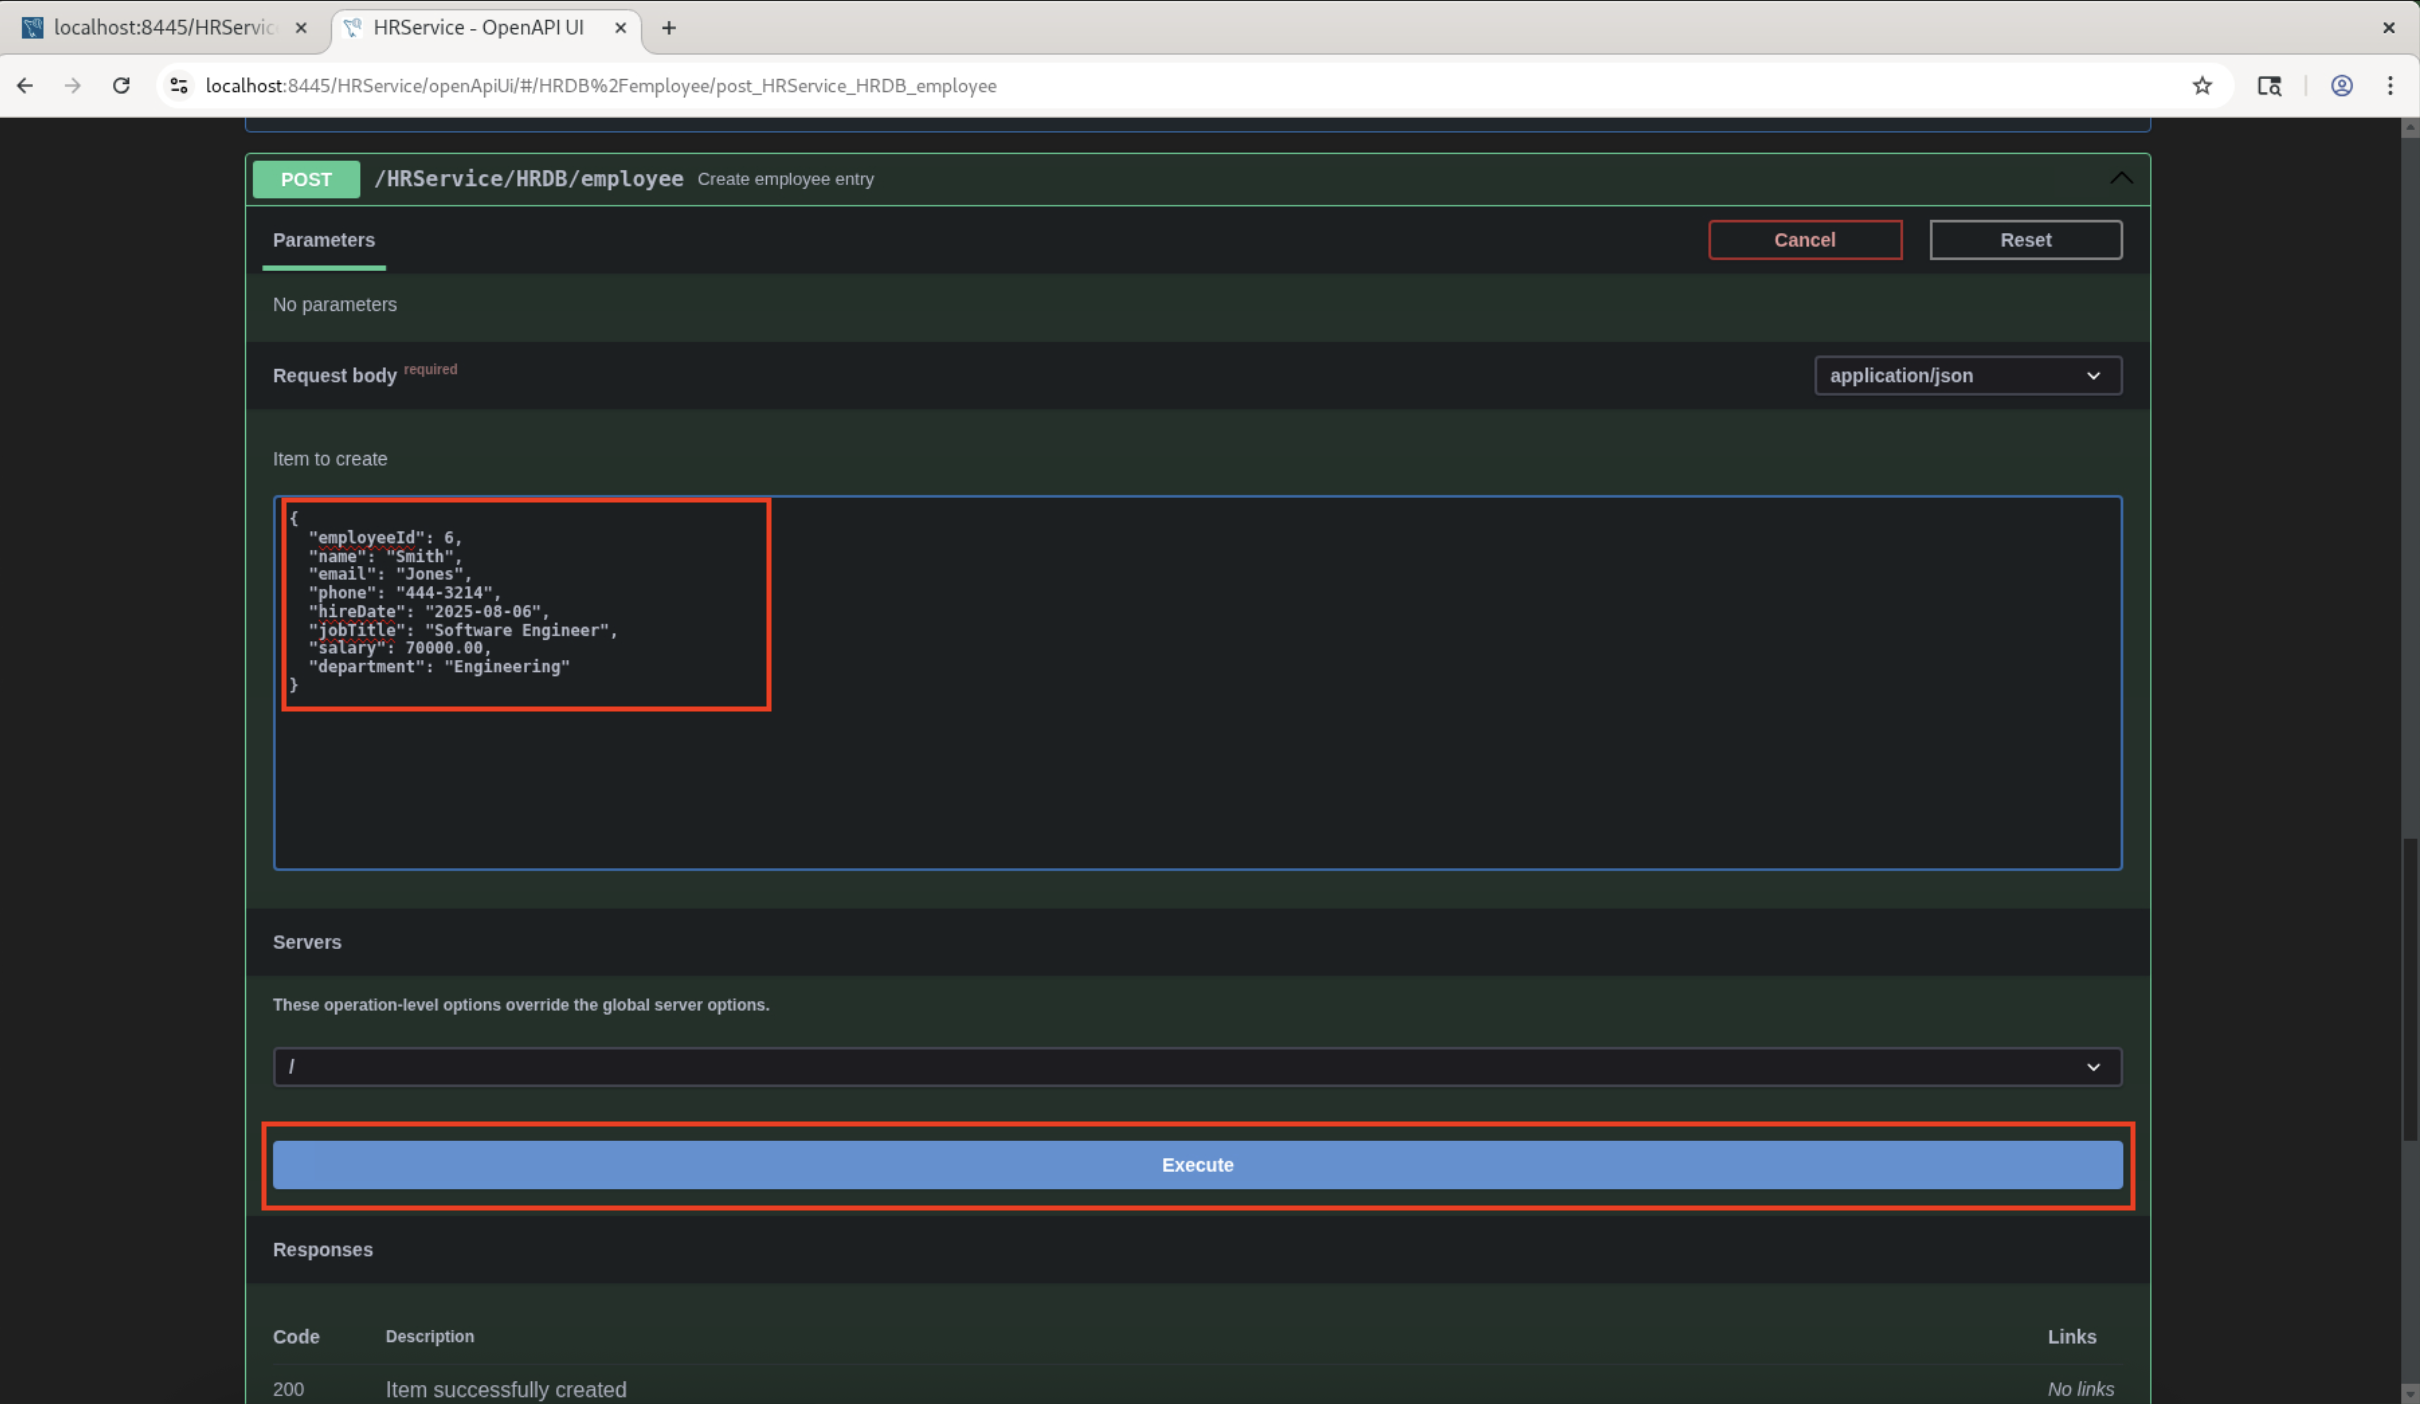 localhost:8445/HRServic
HRService - OpenAPI UI
localhost:8445/HRService/openApiUi/#/HRDB%2Femployee/post_HRService_HRDB_employee
POST /HRService/HRDB/employee Create employee entry
Parameters
Cancel
Reset
No parameters
Request body required
application/json
Item to create
{
"employeeId": 6,
"name": "Smith",
"email": "Jones",
"phone": "444-3214",
"hireDate": "2025-08-06",
"jobTitle": "Software Engineer",
"salary": 70000.00,
"department": "Engineering"
}
Servers
These operation-level options override the global server options.
/
Execute
Responses
Code Description Links
200 Item successfully created No links